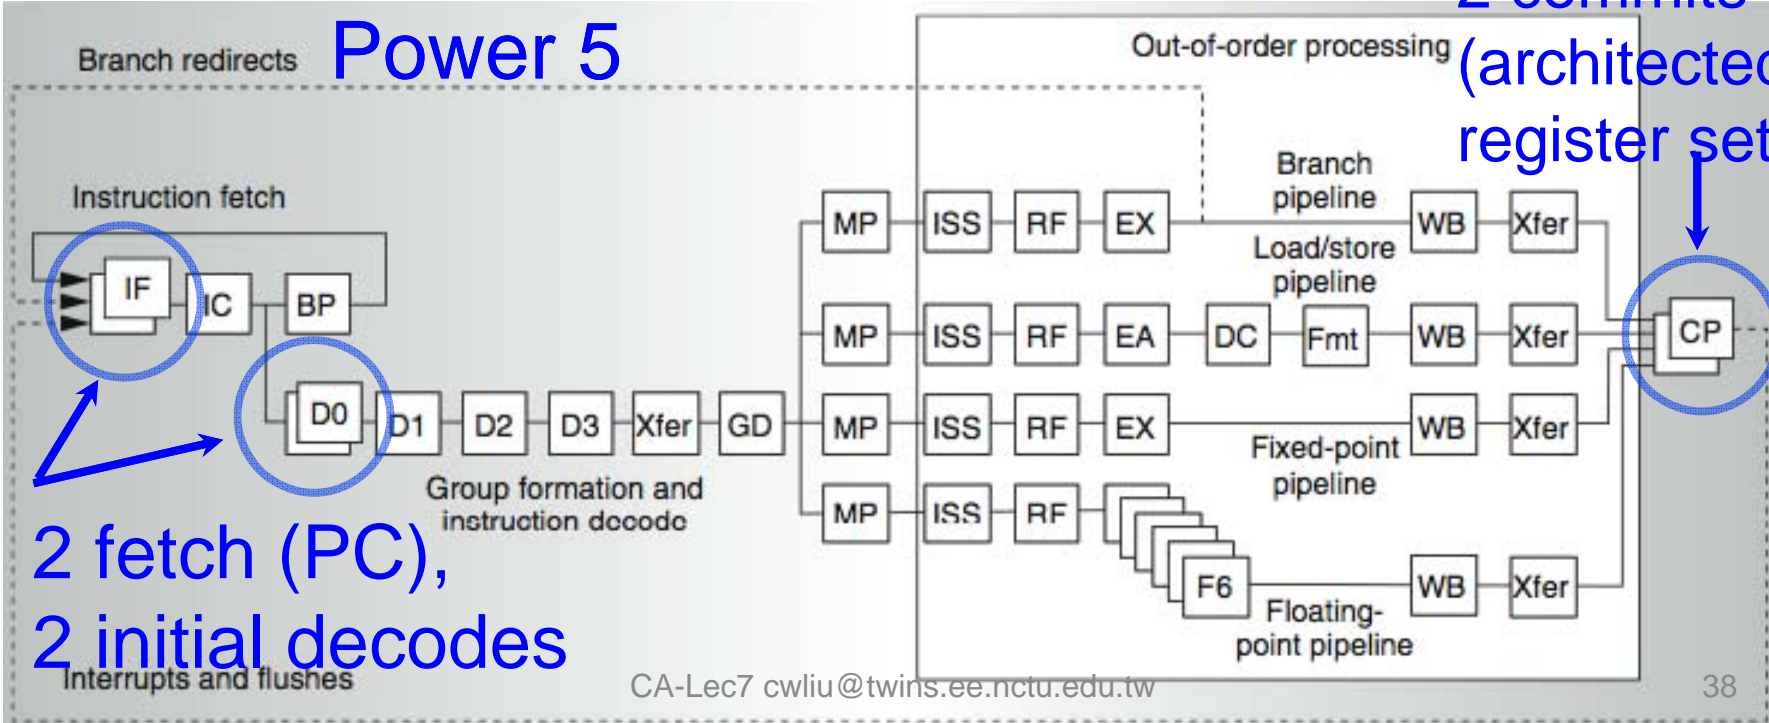 2 commits
(architected
register set
Power 5
Branch redirects
Out-of-order processing
Instruction fetch
Branch
pipeline
MP ISS RF EX WB Xfer
Load/store
pipeline
IF IC BP
MP ISS RF EA DC Fmt WB Xfer
CP
D0 D1 D2 D3 Xfer GD MP ISS RF EX WB Xfer
Fixed-point
pipeline
Group formation and
instruction decode
MP ISS RF
F6 WB Xfer
Floating-
point pipeline
2 fetch (PC),
2 initial decodes
Interrupts and flushes
CA-Lec7 cwliu@twins.ee.nctu.edu.tw
38